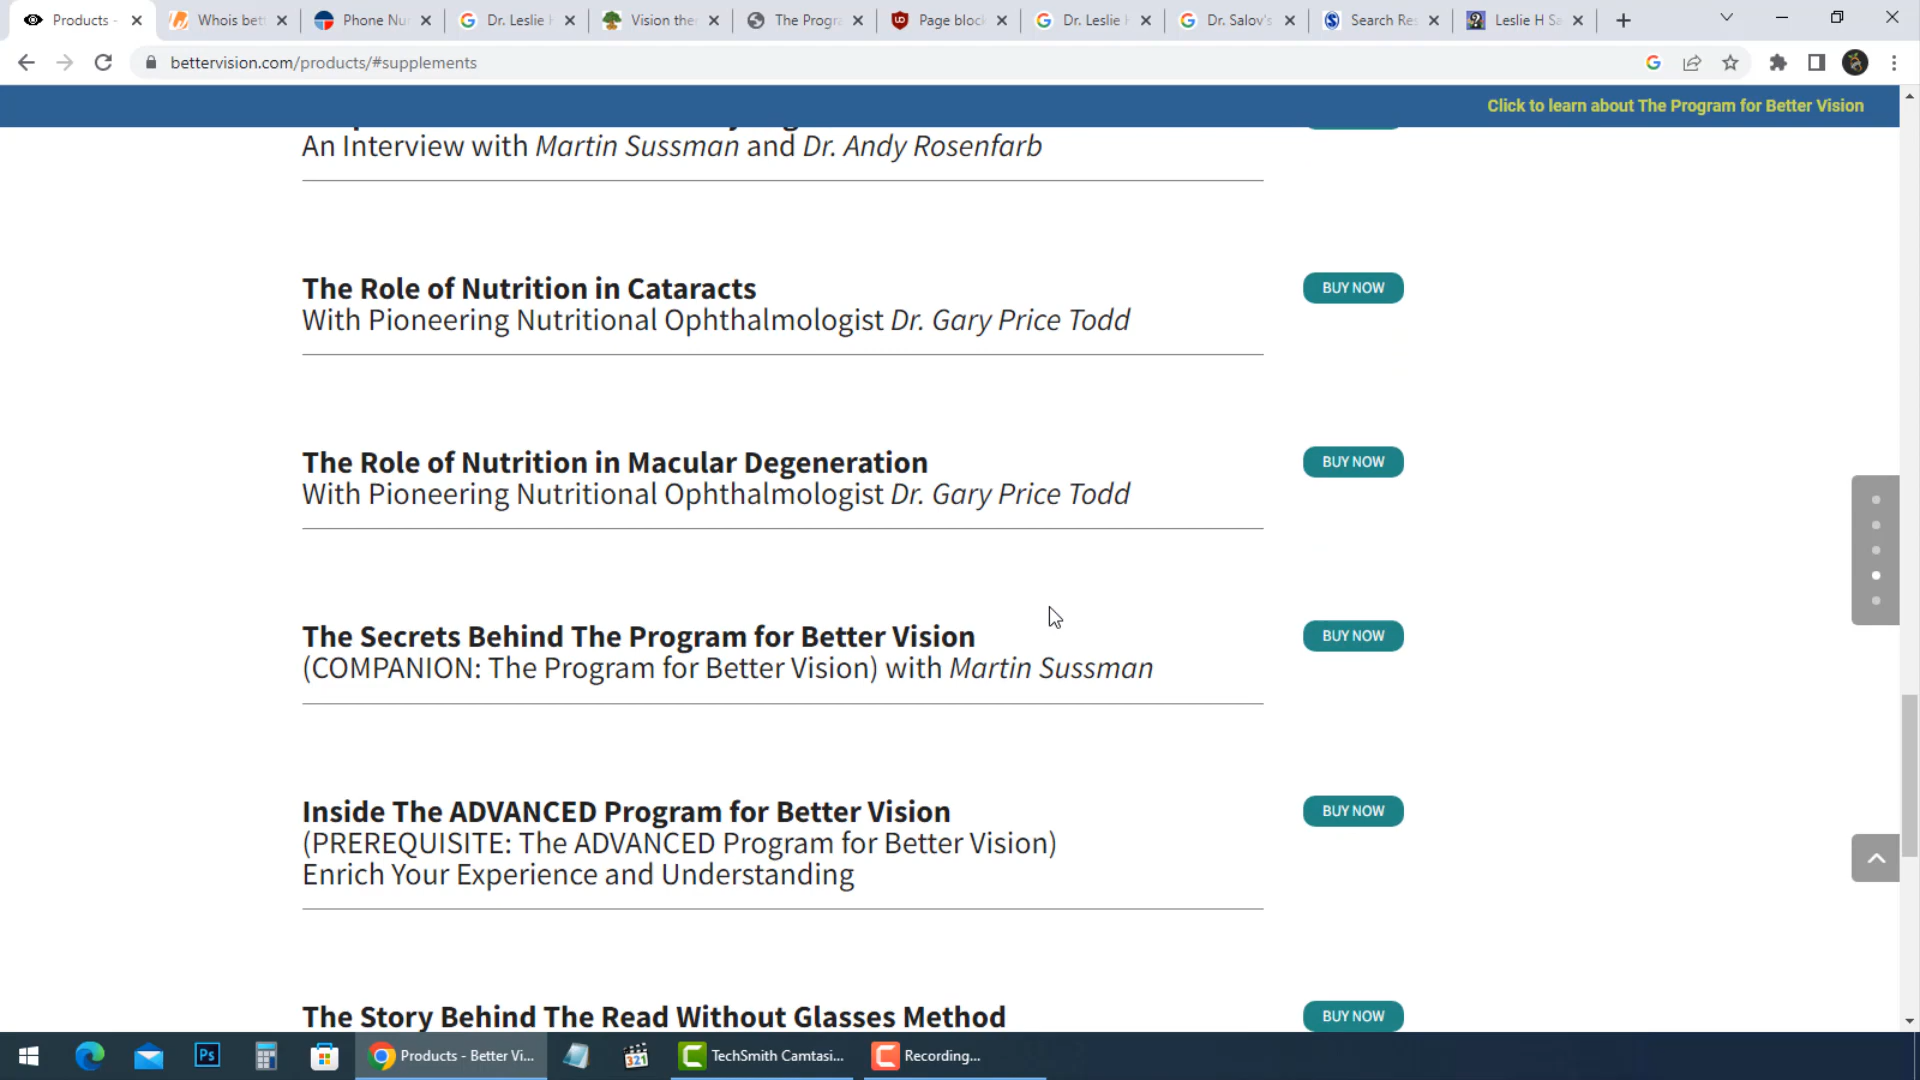 Products -
Whois bet
Phone Nu
Dr. Leslie H
Vision the
The Progra
Page bloc
Dr. Leslie H
Dr. Salov's
Search Res
Leslie H Sa
bettervision.com/products/#supplements
Click to learn about The Program for Better Vision
An Interview with Martin Sussman and Dr. Andy Rosenfarb
The Role of Nutrition in Cataracts
BUY NOW
With Pioneering Nutritional Ophthalmologist Dr. Gary Price Todd
The Role of Nutrition in Macular Degeneration
BUY NOW
With Pioneering Nutritional Ophthalmologist Dr. Gary Price Todd
The Secrets Behind The Program for Better Vision
BUY NOW
(COMPANION: The Program for Better Vision) with Martin Sussman
Inside The ADVANCED Program for Better Vision
BUY NOW
(PREREQUISITE: The ADVANCED Program for Better Vision)
Enrich Your Experience and Understanding
The Story Behind The Read Without Glasses Method
BUY NOW
Ps
Products - Better Vi...
321
TechSmith Camtasi...
Recording...